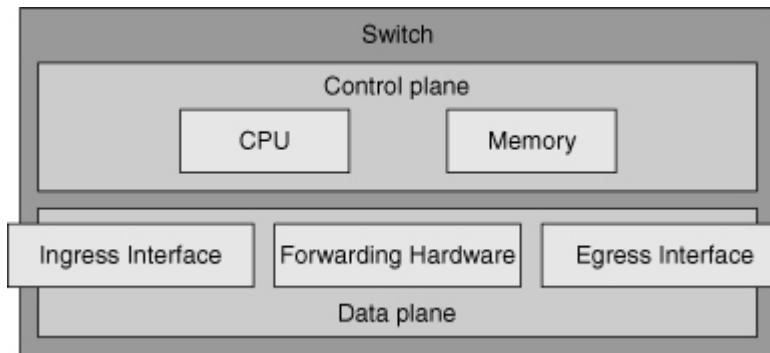 Switch
Control plane
CPU
Memory
Ingress Interface
Forwarding Hardware
Egress Interface
Data plane